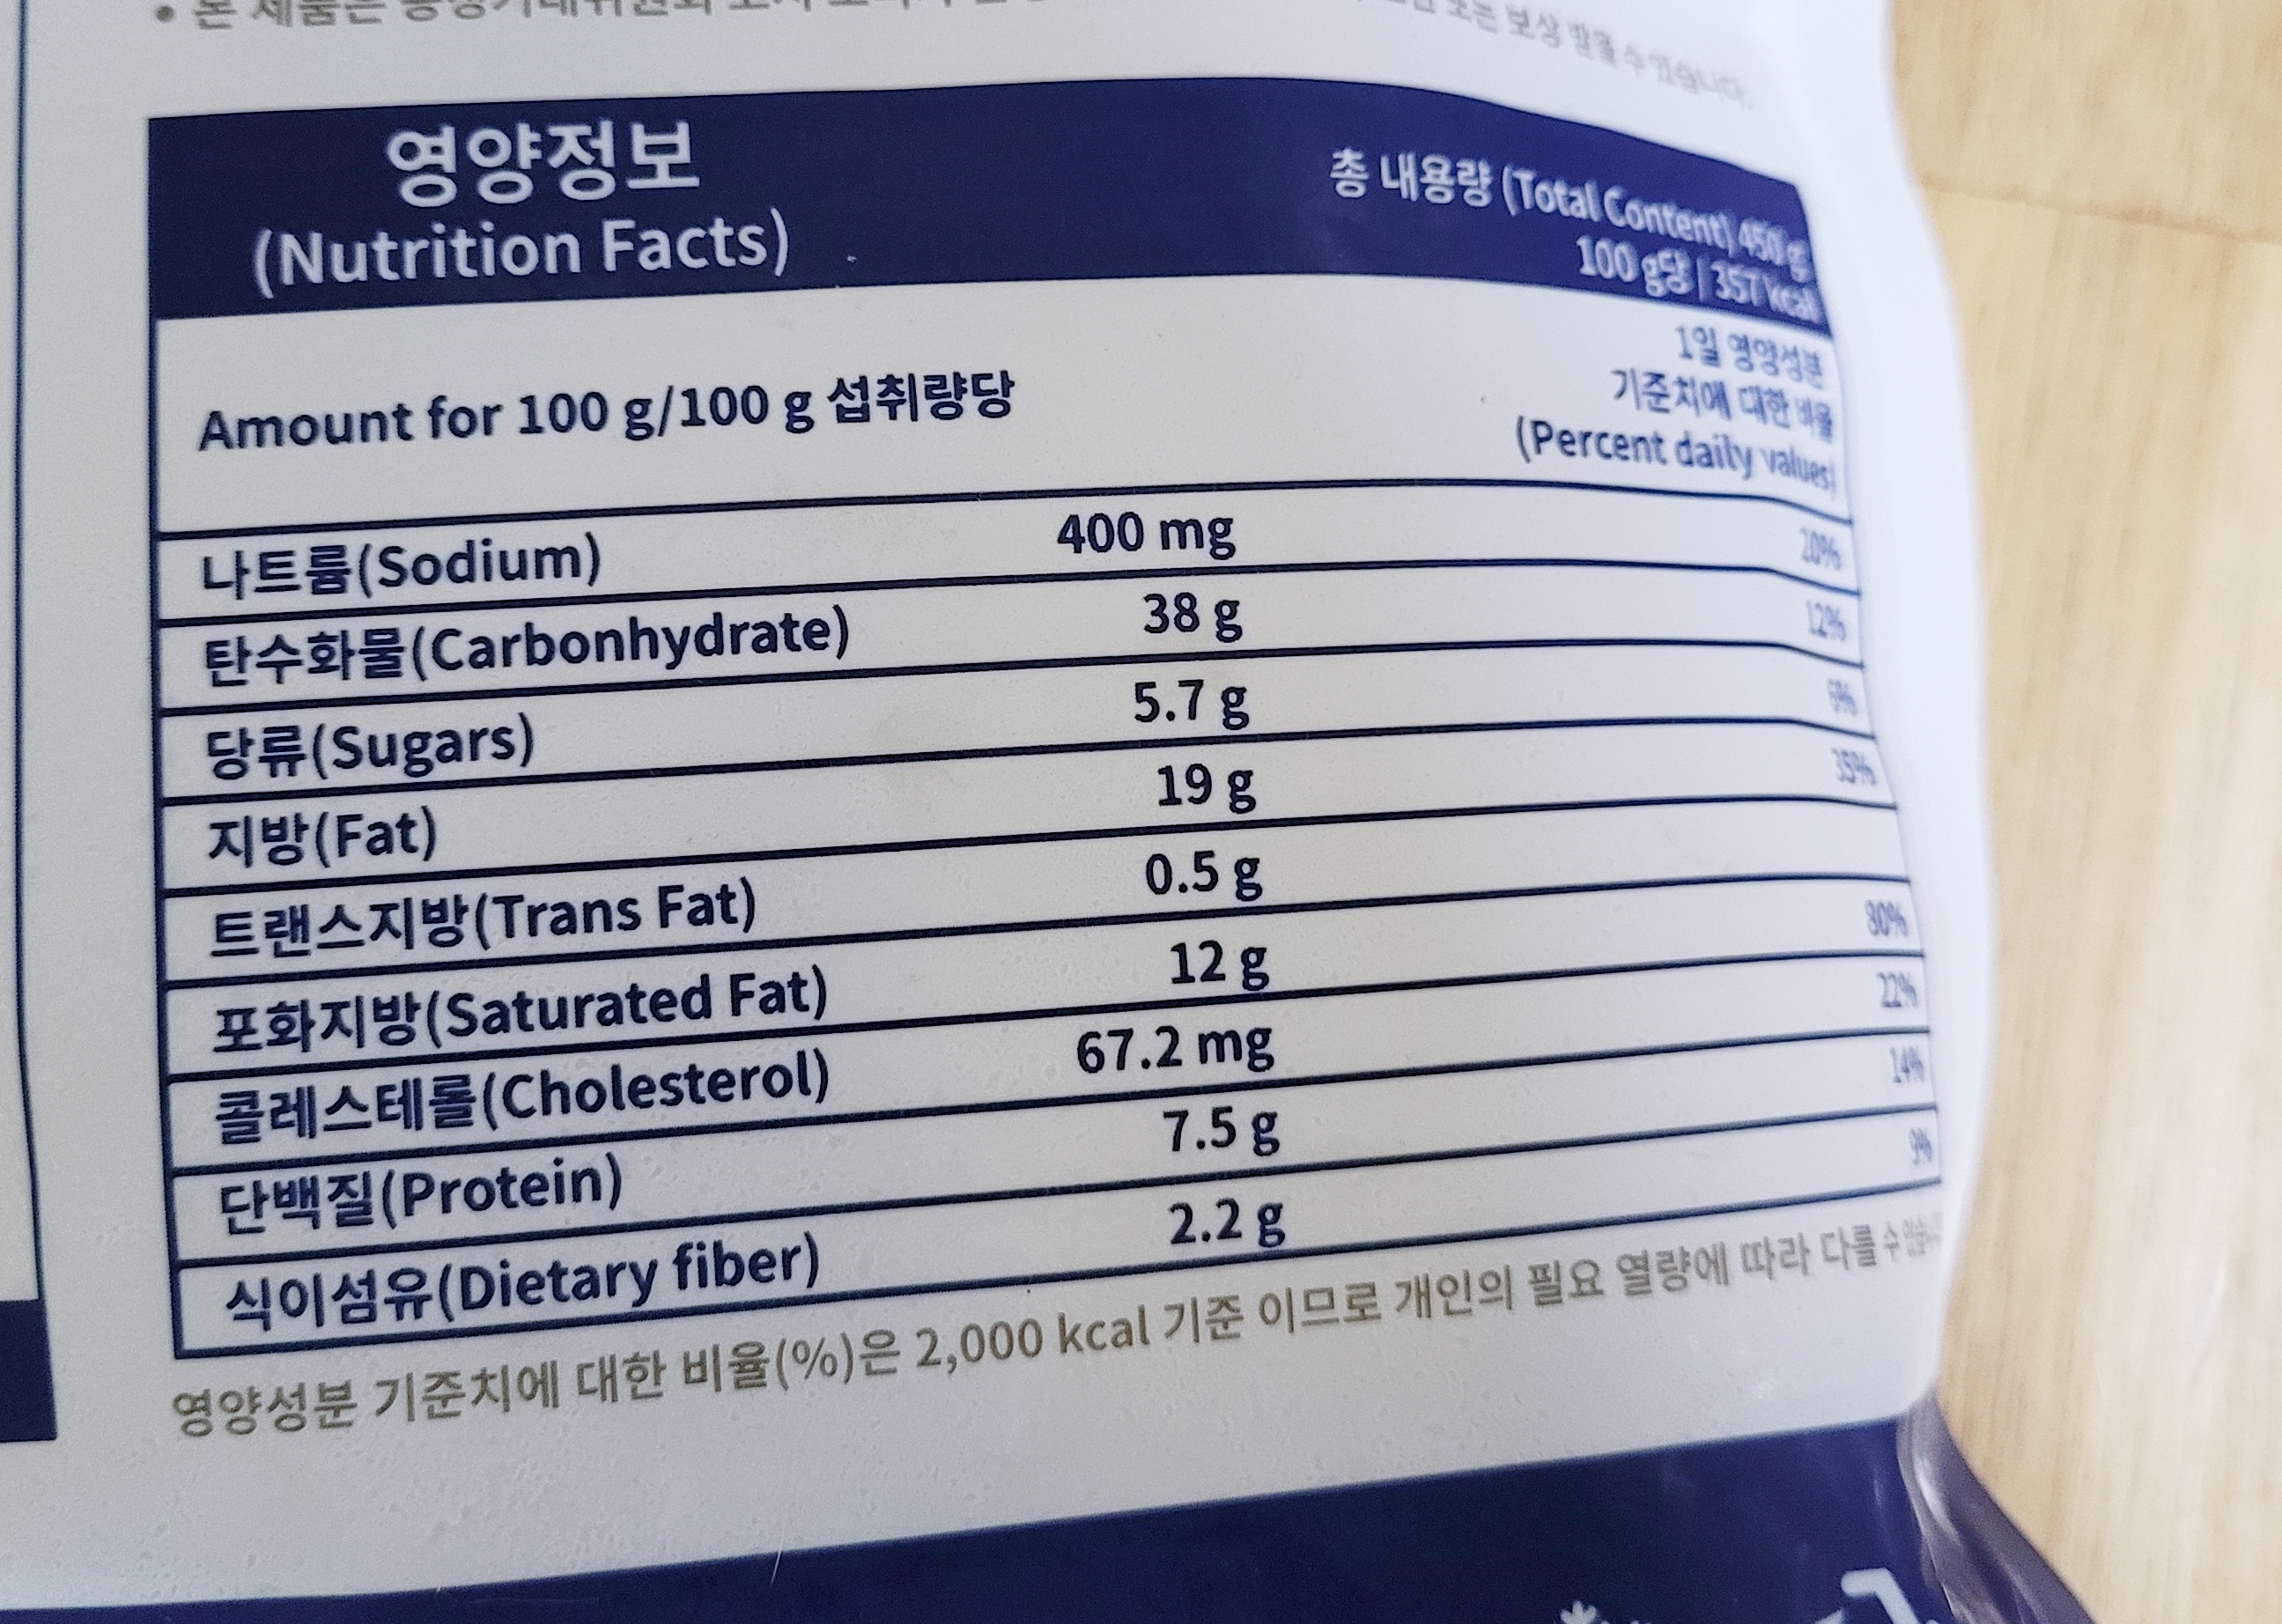 영양정보
(Nutrition Facts)
총 내용량 (Total Content) 450 g
100 g당 | 357 kcal
Amount for 100 g/100 g 섭취량당
1일 영양성분
기준치에 대한 비율
(Percent daily values)
나트륨(Sodium) 400 mg 20%
탄수화물(Carbonhydrate) 38 g 12%
당류(Sugars) 5.7 g 6%
지방(Fat) 19 g 35%
트랜스지방(Trans Fat) 0.5 g
포화지방(Saturated Fat) 12 g 80%
콜레스테롤(Cholesterol) 67.2 mg 22%
단백질(Protein) 7.5 g 14%
식이섬유(Dietary fiber) 2.2 g 9%
영양성분 기준치에 대한 비율(%)은 2,000 kcal 기준 이므로 개인의 필요 열량에 따라 다를 수